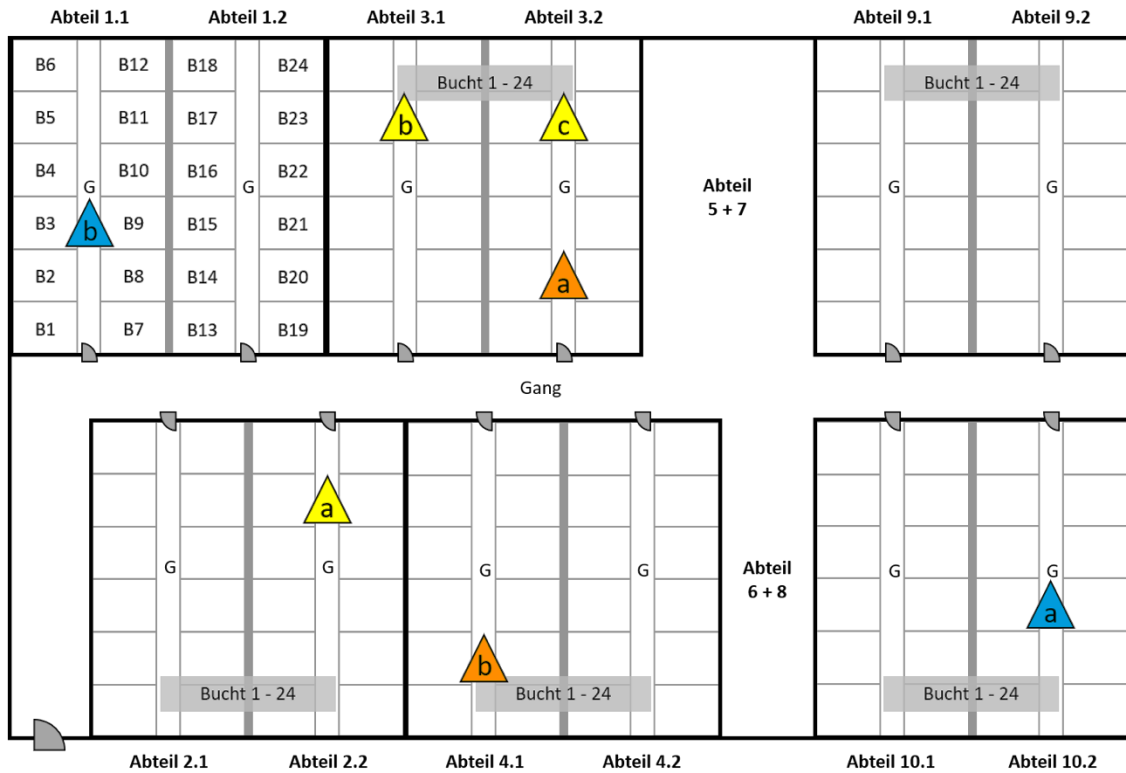 Abteil 1.1 Abteil 1.2 Abteil 3.1 Abteil 3.2 Abteil 9.1 Abteil 9.2
B6 B12 B18 B24
Bucht 1 - 24 Bucht 1 - 24
B5 B11 B17 B23
b c
B4 B10 B16 B22
G G G G G G
Abteil
5 + 7
B3 b B9 B15 B21
B2 B8 B14 B20
a
B1 B7 B13 B19
Gang
a
G G G G G G
Abteil
6 + 8
a
b
Bucht 1 - 24 Bucht 1 - 24 Bucht 1 - 24
Abteil 2.1 Abteil 2.2 Abteil 4.1 Abteil 4.2 Abteil 10.1 Abteil 10.2